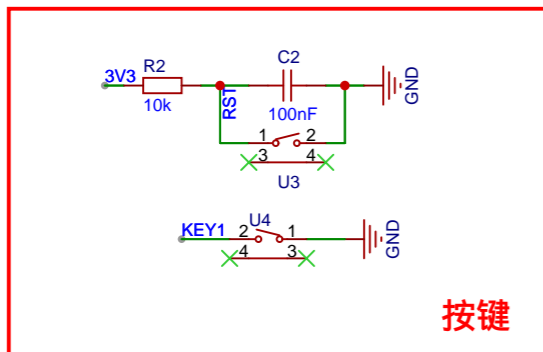 3V3
R2
10k
RST
C2
100nF
GND
1 2
3 4
U3
KEY1
U4
2 1
4 3
GND
按键